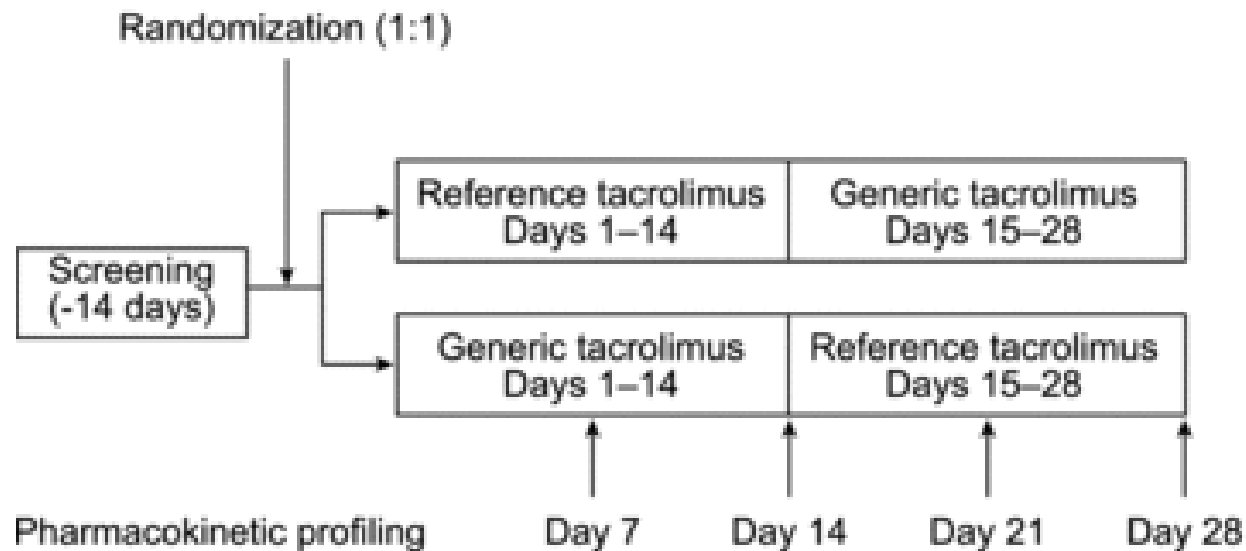 Randomization (1:1)
Reference tacrolimus
Days 1–14
Generic tacrolimus
Days 15–28
Screening
(-14 days)
Generic tacrolimus
Days 1–14
Reference tacrolimus
Days 15–28
Pharmacokinetic profiling
Day 7
Day 14
Day 21
Day 28